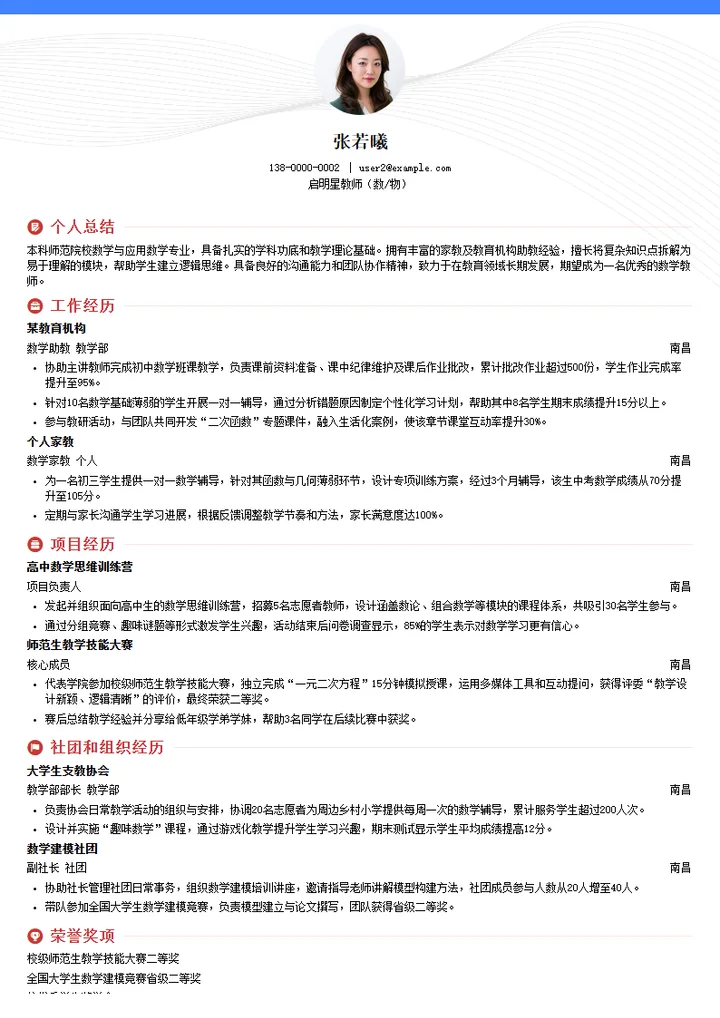 张若曦
138-0000-0002 | user2@example.com
启明星教师（数/物）
个人总结
本科师范院校数学与应用数学专业，具备扎实的学科功底和教学理论基础。拥有丰富的家教及教育机构助教经验，擅长将复杂知识点拆解为
易于理解的模块，帮助学生建立逻辑思维。具备良好的沟通能力和团队协作精神，致力于在教育领域长期发展，期望成为一名优秀的数学教
师。
工作经历
某教育机构
数学助教 教学部 南昌
• 协助主讲教师完成初中数学班课教学，负责课前资料准备、课中纪律维护及课后作业批改，累计批改作业超过500份，学生作业完成率
提升至95%。
• 针对10名数学基础薄弱的学生开展一对一辅导，通过分析错题原因制定个性化学习计划，帮助其中8名学生期末成绩提升15分以上。
• 参与教研活动，与团队共同开发“二次函数”专题课件，融入生活化案例，使该章节课堂互动率提升30%。
个人家教
数学家教 个人 南昌
• 为一名初三学生提供一对一数学辅导，针对其函数与几何薄弱环节，设计专项训练方案，经过3个月辅导，该生中考数学成绩从70分提
升至105分。
• 定期与家长沟通学生学习进展，根据反馈调整教学节奏和方法，家长满意度达100%。
项目经历
高中数学思维训练营
项目负责人 南昌
• 发起并组织面向高中生的数学思维训练营，招募5名志愿者教师，设计涵盖数论、组合数学等模块的课程体系，共吸引30名学生参与。
• 通过分组竞赛、趣味谜题等形式激发学生兴趣，活动结束后问卷调查显示，85%的学生表示对数学学习更有信心。
师范生教学技能大赛
核心成员 南昌
• 代表学院参加校级师范生教学技能大赛，独立完成“一元二次方程”15分钟模拟授课，运用多媒体工具和互动提问，获得评委“教学设
计新颖、逻辑清晰”的评价，最终荣获二等奖。
• 赛后总结教学经验并分享给低年级学弟学妹，帮助3名同学在后续比赛中获奖。
社团和组织经历
大学生支教协会
教学部部长 教学部 南昌
• 负责协会日常教学活动的组织与安排，协调20名志愿者为周边乡村小学提供每周一次的数学辅导，累计服务学生超过200人次。
• 设计并实施“趣味数学”课程，通过游戏化教学提升学生学习兴趣，期末测试显示学生平均成绩提高12分。
数学建模社团
副社长 社团 南昌
• 协助社长管理社团日常事务，组织数学建模培训讲座，邀请指导老师讲解模型构建方法，社团成员参与人数从20人增至40人。
• 带队参加全国大学生数学建模竞赛，负责模型建立与论文撰写，团队获得省级二等奖。
荣誉奖项
校级师范生教学技能大赛二等奖
全国大学生数学建模竞赛省级二等奖